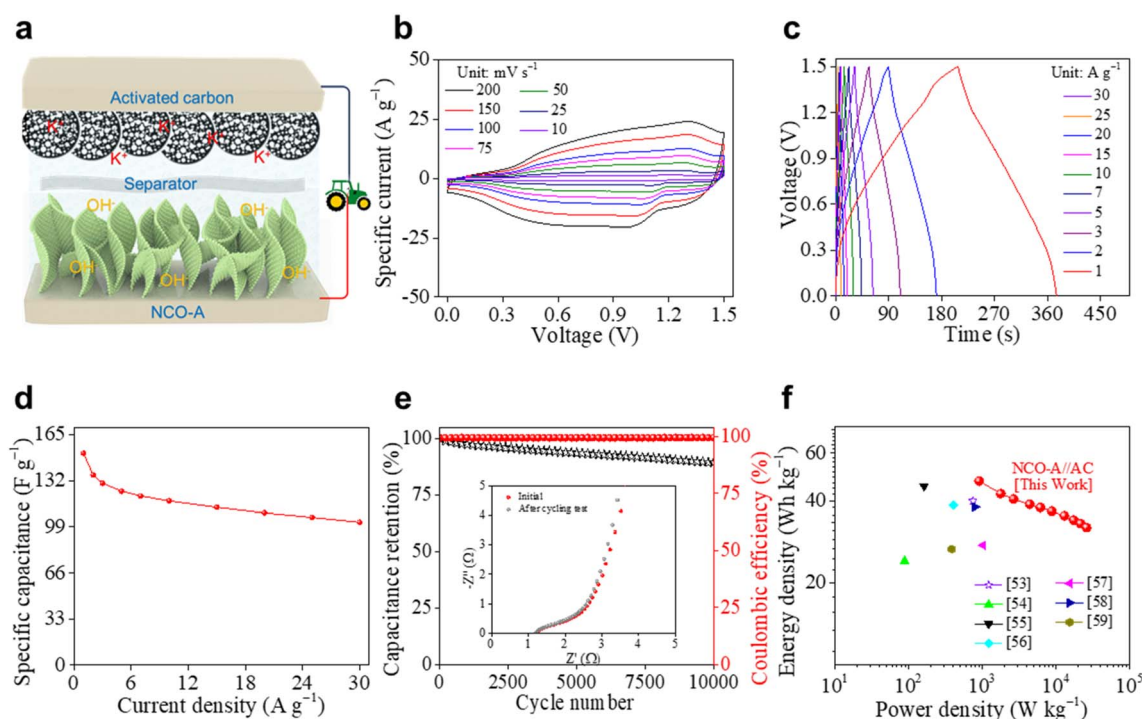 a
Activated carbon
K⁺ K⁺ K⁺
K⁺ K⁺
Separator
OH⁻ OH⁻
OH⁻ OH⁻ OH⁻
NCO-A
b
Specific current (A g⁻¹)
50
25
0
-25
-50
Unit: mV s⁻¹
200 50
150 25
100 10
75
0.0 0.3 0.6 0.9 1.2 1.5
Voltage (V)
c
Voltage (V)
1.5
1.2
0.9
0.6
0.3
0.0
Unit: A g⁻¹
30
25
20
15
10
7
5
3
2
1
0 90 180 270 360 450
Time (s)
d
Specific capacitance (F g⁻¹)
165
132
99
66
33
0
0 6 12 18 24 30
Current density (A g⁻¹)
e
Capacitance retention (%)
100
75
50
25
0
Initial
After cycling test
-Z'' (Ω)
5
4
3
2
1
0
0 1 2 3 4 5
Z' (Ω)
100
75
50
25
0
Coulombic efficiency (%)
0 2500 5000 7500 10000
Cycle number
f
Energy density (Wh kg⁻¹)
60
40
20
NCO-A//AC
[This Work]
[53] [57]
[54] [58]
[55] [59]
[56]
10¹ 10² 10³ 10⁴ 10⁵
Power density (W kg⁻¹)